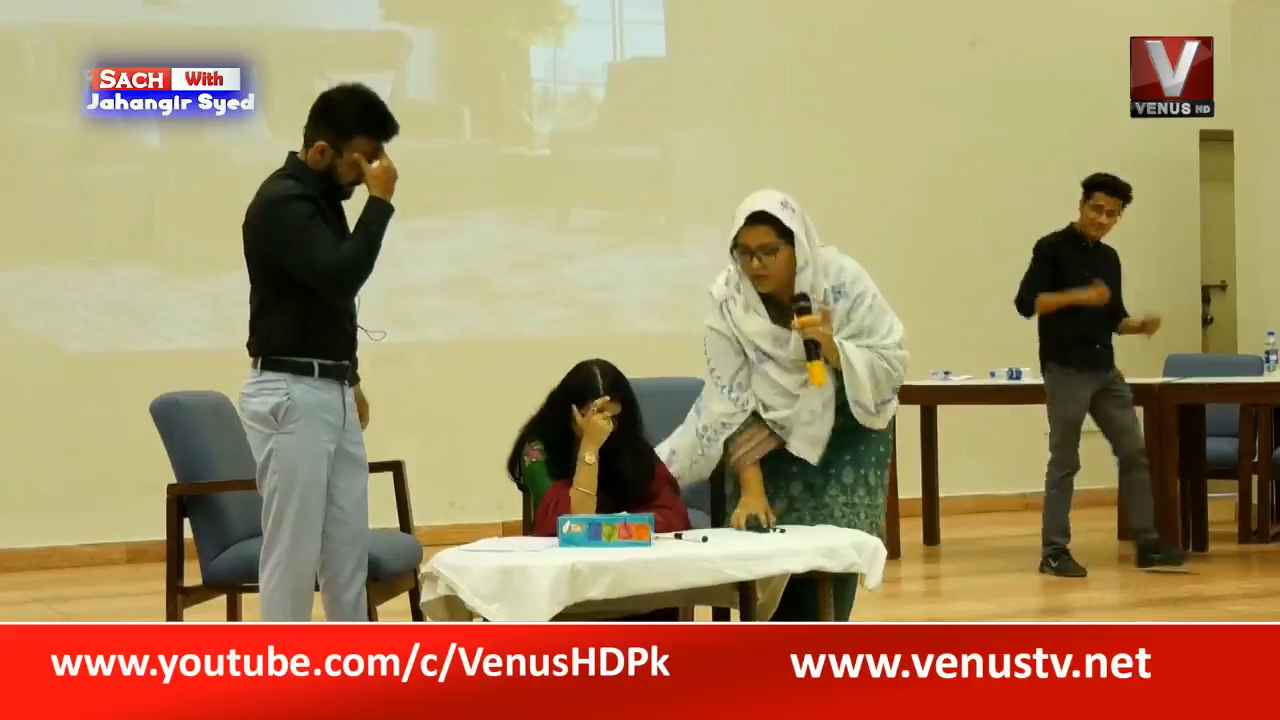 SACH With
Jahangir Syed
V
VENUS HD
www.youtube.com/c/VenusHDPk
www.venustv.net